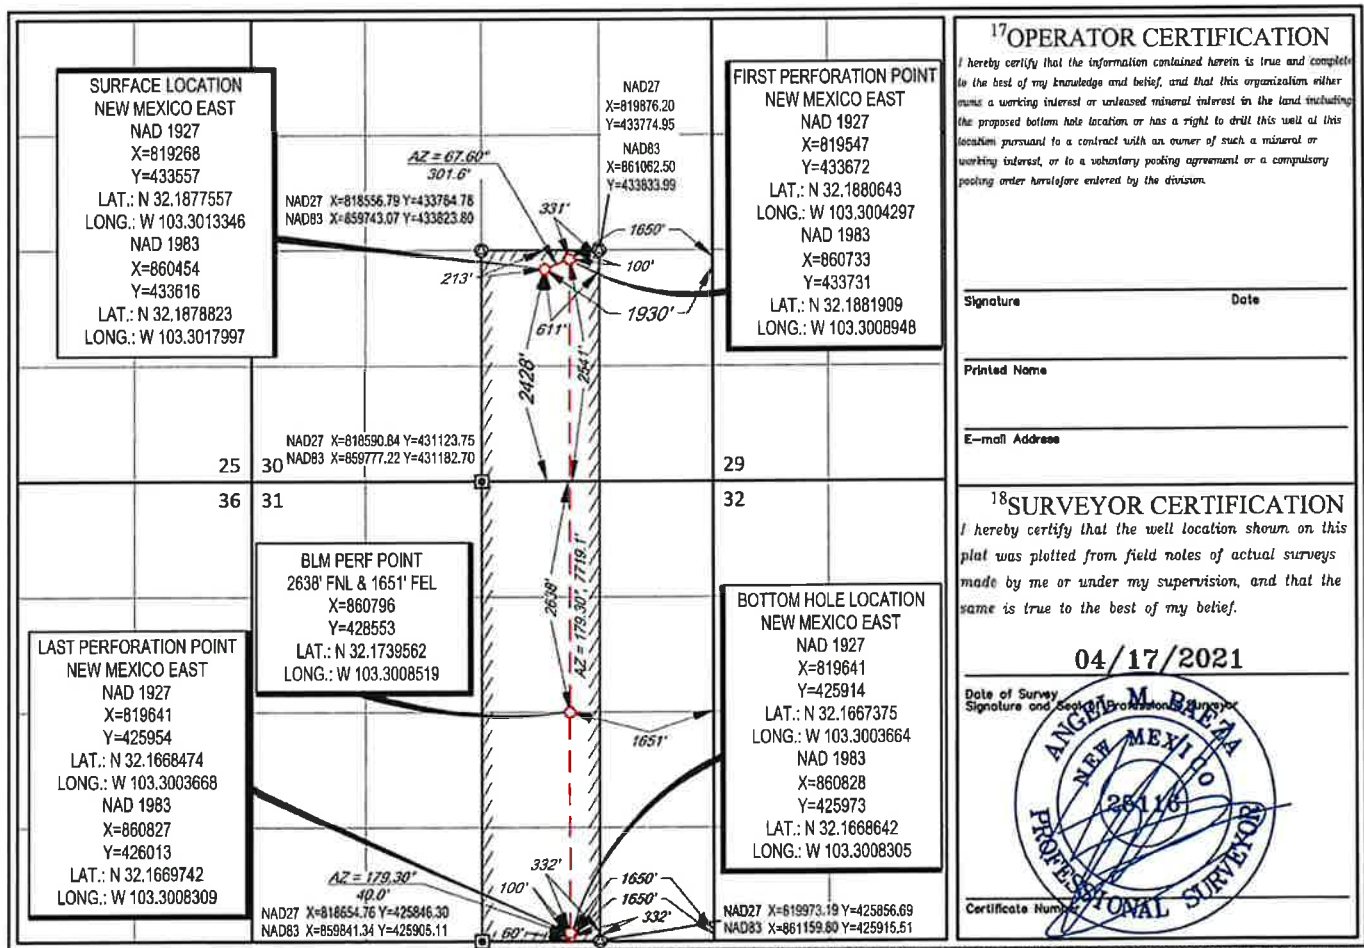 SURFACE LOCATION
NEW MEXICO EAST
NAD 1927
X=819268
Y=433557
LAT.: N 32.1877557
LONG.: W 103.3013346
NAD 1983
X=860454
Y=433616
LAT.: N 32.1878823
LONG.: W 103.3017997
NAD27 X=818556.79 Y=433764.78
NAD83 X=859743.07 Y=433823.80
AZ = 67.60°
301.6'
NAD27
X=819876.20
Y=433774.95
NAD83
X=861062.50
Y=433833.99
FIRST PERFORATION POINT
NEW MEXICO EAST
NAD 1927
X=819547
Y=433672
LAT.: N 32.1880643
LONG.: W 103.3004297
NAD 1983
X=860733
Y=433731
LAT.: N 32.1881909
LONG.: W 103.3008948
331'
1650'
100'
213'
611'
1930'
2428'
2541'
NAD27 X=818590.84 Y=431123.75
NAD83 X=859777.22 Y=431182.70
25 30
29
36 31
32
BLM PERF POINT
2638' FNL & 1651' FEL
X=860796
Y=428553
LAT.: N 32.1739562
LONG.: W 103.3008519
2638'
AZ = 179.30°, 7719.1'
1651'
LAST PERFORATION POINT
NEW MEXICO EAST
NAD 1927
X=819641
Y=425954
LAT.: N 32.1668474
LONG.: W 103.3003668
NAD 1983
X=860827
Y=426013
LAT.: N 32.1669742
LONG.: W 103.3008309
BOTTOM HOLE LOCATION
NEW MEXICO EAST
NAD 1927
X=819641
Y=425914
LAT.: N 32.1667375
LONG.: W 103.3003664
NAD 1983
X=860828
Y=425973
LAT.: N 32.1668642
LONG.: W 103.3008305
AZ = 179.30°
40.0'
332'
100'
1650'
1650'
332'
60'
NAD27 X=818654.76 Y=425846.30
NAD83 X=859841.34 Y=425905.11
NAD27 X=819973.19 Y=425856.69
NAD83 X=861159.80 Y=425915.51
17 OPERATOR CERTIFICATION
I hereby certify that the information contained herein is true and complete
to the best of my knowledge and belief, and that this organization either
owns a working interest or unleased mineral interest in the land including
the proposed bottom hole location or has a right to drill this well at this
location pursuant to a contract with an owner of such a mineral or
working interest, or to a voluntary pooling agreement or a compulsory
pooling order heretofore entered by the division.
Signature Date
Printed Name
E-mail Address
18 SURVEYOR CERTIFICATION
I hereby certify that the well location shown on this
plat was plotted from field notes of actual surveys
made by me or under my supervision, and that the
same is true to the best of my belief.
04/17/2021
Date of Survey
Signature and Seal of Professional Surveyor
ANGEL M. BAEZA
NEW MEXICO
25116
PROFESSIONAL SURVEYOR
Certificate Number